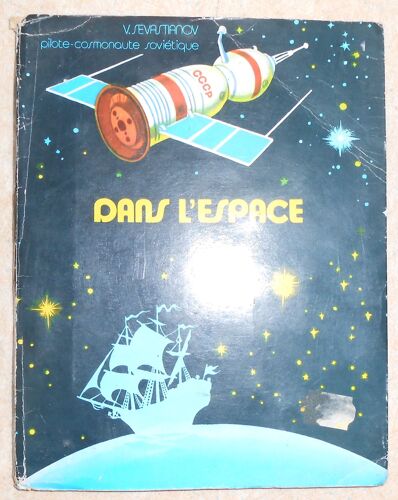 V. SEVASTIANOV
pilote-cosmonaute soviétique
CCCP
DANS L'ESPACE